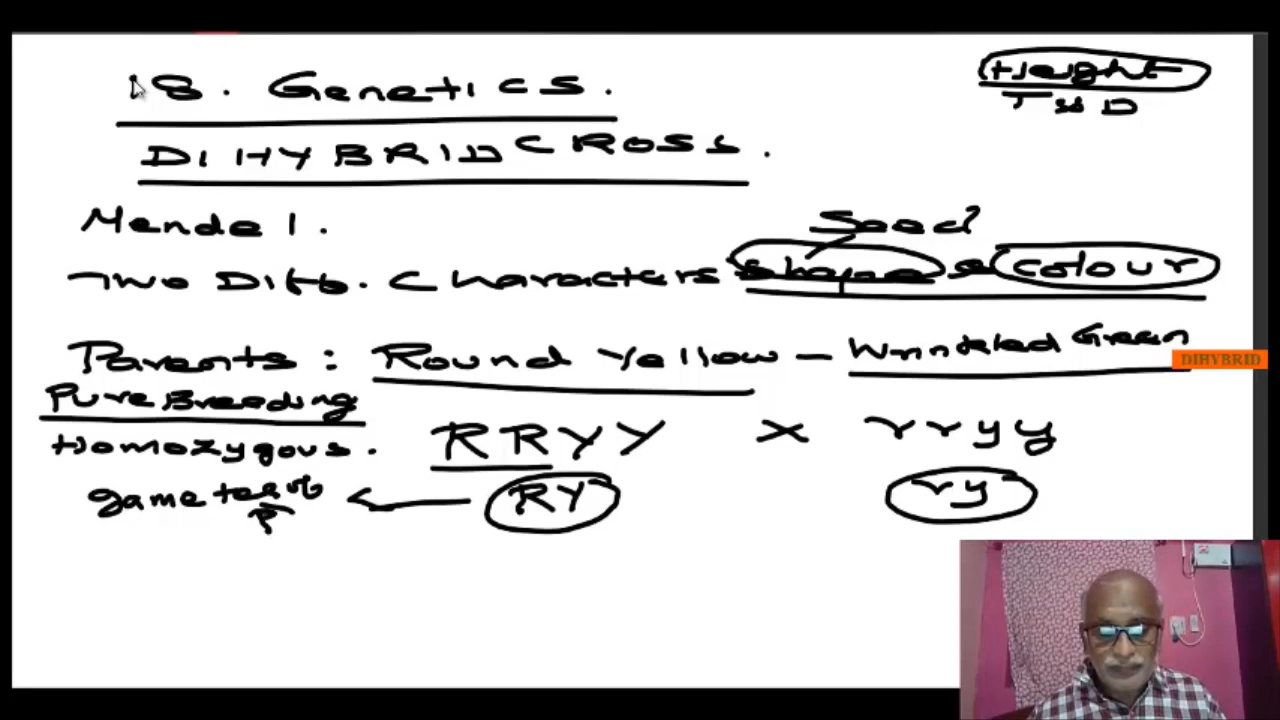 18. Genetics.
Height
T & D
DIHYBRID CROSS.
Mendel.
Seed
Two Diff. Characters shape & colour
Parents: Round Yellow - Wrinkled Green
DIHYBRID
Pure Breeding
Homozygous. RRYY x rryy
gametes of RY ry
P